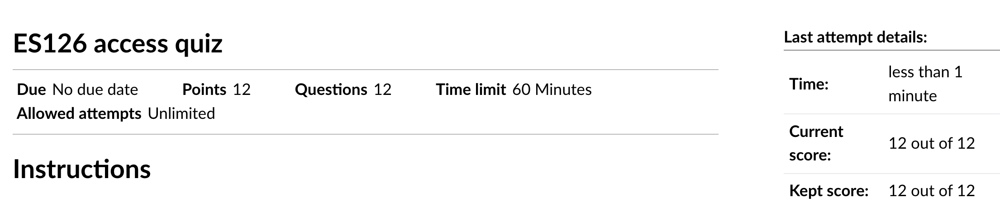 ES126 access quiz
Due No due date Points 12 Questions 12 Time limit 60 Minutes
Allowed attempts Unlimited
Instructions
Last attempt details:
Time: less than 1
minute
Current
score: 12 out of 12
Kept score: 12 out of 12